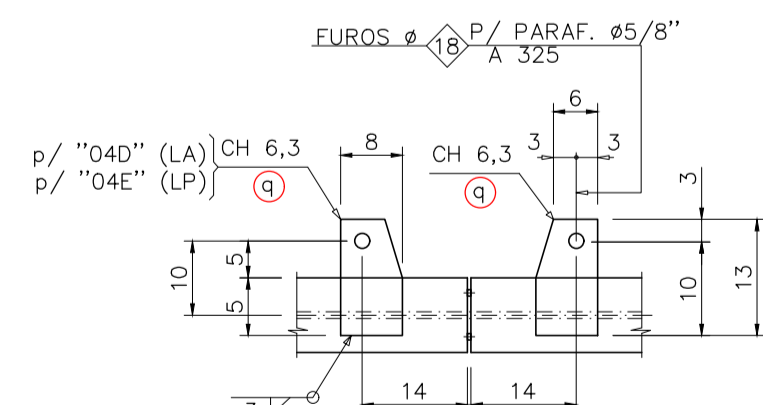 FUROS ø 18 P/ PARAF. ø5/8"
A 325
6
p/ "04D" (LA) CH 6,3
p/ "04E" (LP)
q
8
CH 6,3
q
3 3
3
10
5
5
10
13
14 14